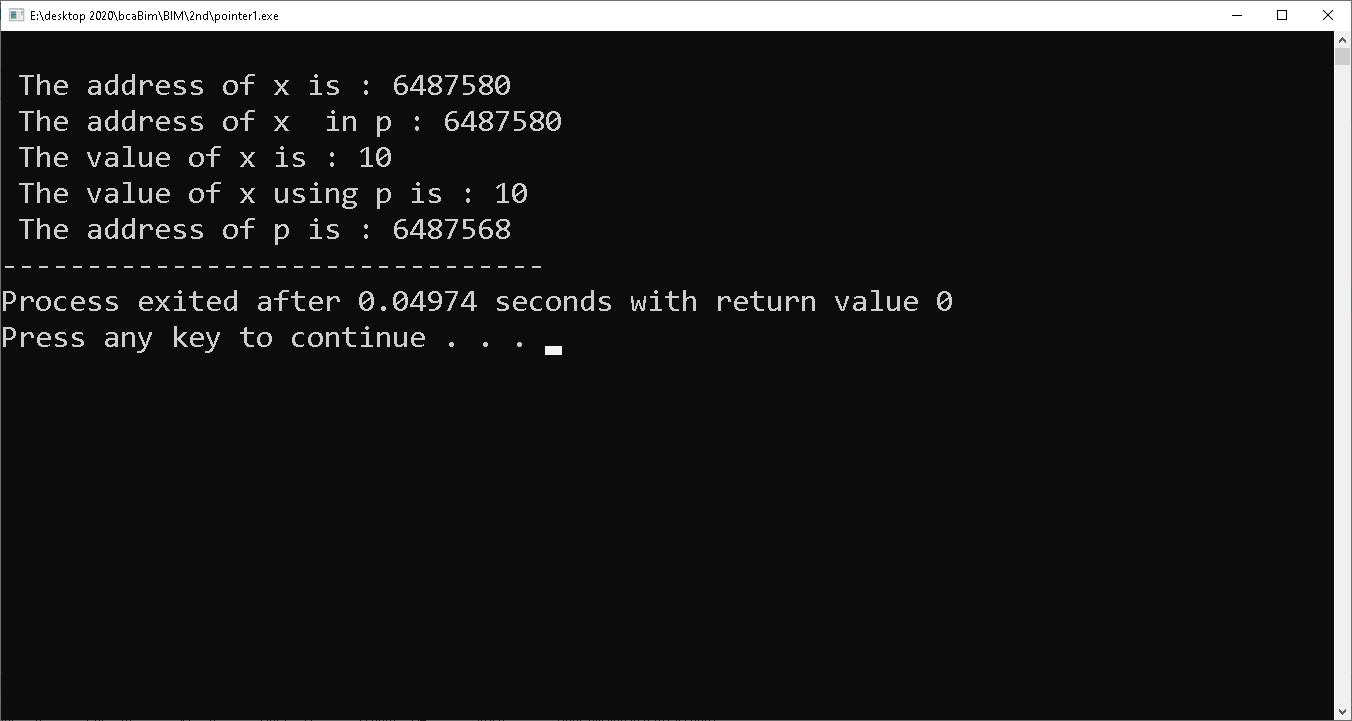 E:\desktop 2020\bcaBim\BIM\2nd\pointer1.exe
The address of x is : 6487580
The address of x  in p : 6487580
The value of x is : 10
The value of x using p is : 10
The address of p is : 6487568
--------------------------------
Process exited after 0.04974 seconds with return value 0
Press any key to continue . . .